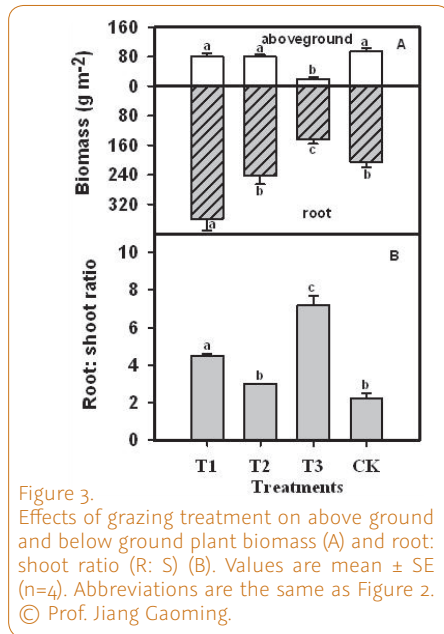 160
aboveground
A
80
a
a
b
a
0
80
160
240
320
Biomass (g m-2)
a
b
c
b
root
B
10
8
6
4
2
0
Root: shoot ratio
a
b
c
b
T1 T2 T3 CK
Treatments
Figure 3.
Effects of grazing treatment on above ground
and below ground plant biomass (A) and root:
shoot ratio (R: S) (B). Values are mean ± SE
(n=4). Abbreviations are the same as Figure 2.
© Prof. Jiang Gaoming.